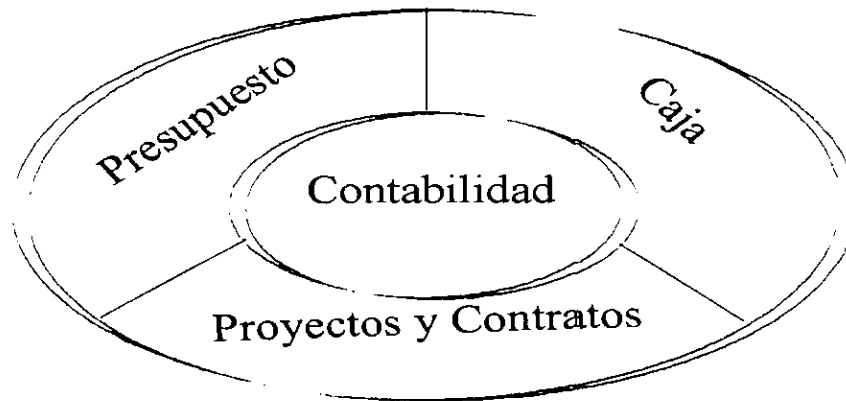 Presupuesto
Caja
Contabilidad
Proyectos y Contratos